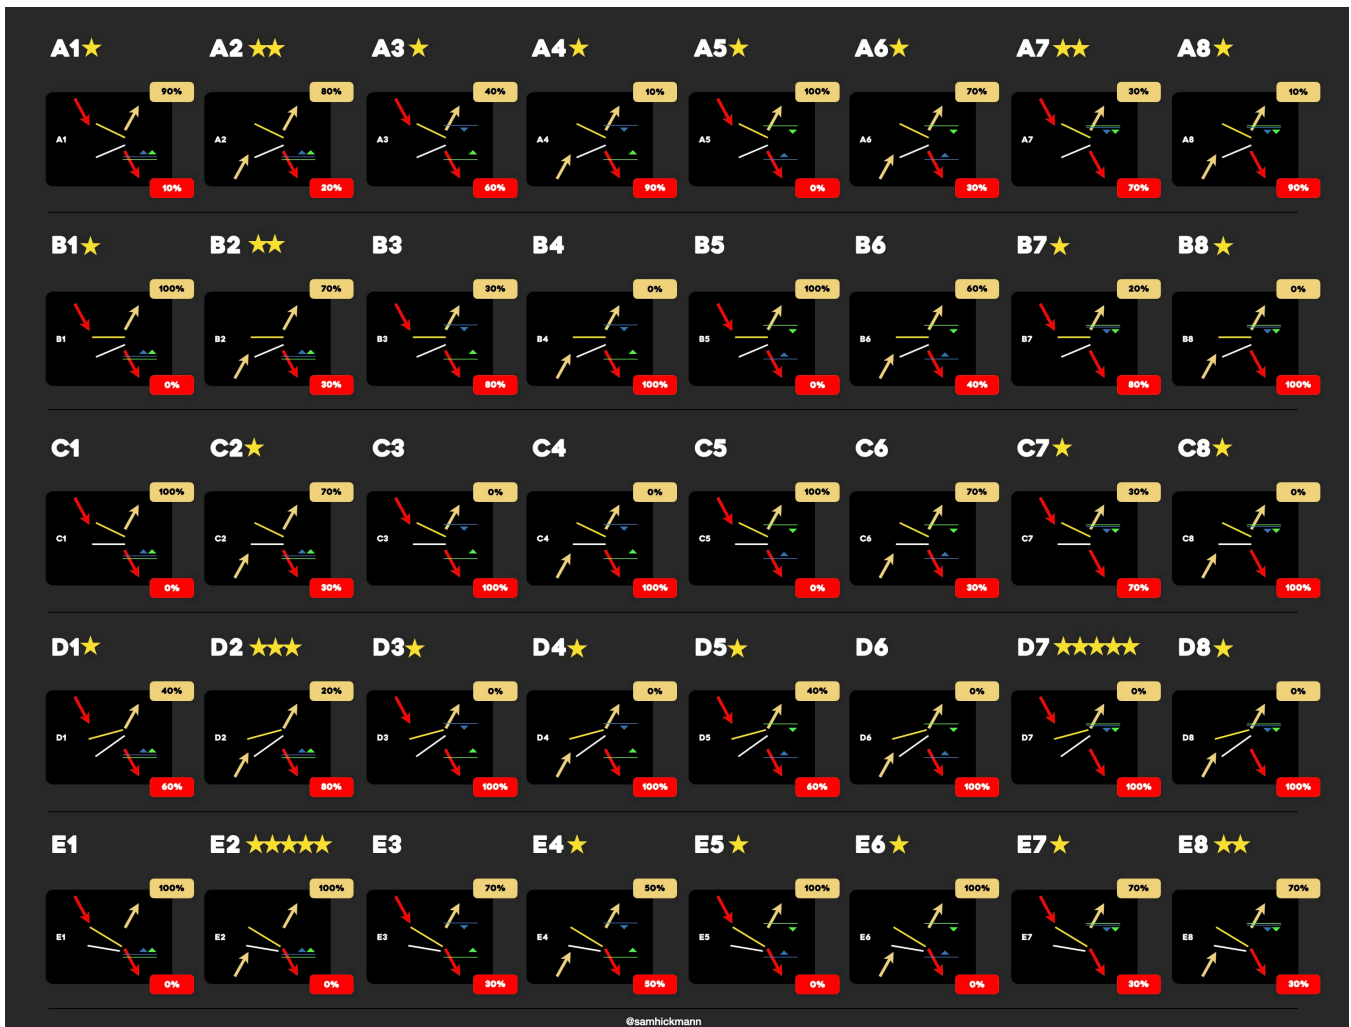 A1 A2 A3 A4 A5 A6 A7 A8
90% 80% 40% 10% 100% 70% 30% 10%
A1 A2 A3 A4 A5 A6 A7 A8
10% 20% 60% 90% 0% 30% 70% 90%
B1 B2 B3 B4 B5 B6 B7 B8
100% 70% 30% 0% 100% 60% 20% 0%
B1 B2 B3 B4 B5 B6 B7 B8
0% 30% 80% 100% 0% 40% 80% 100%
C1 C2 C3 C4 C5 C6 C7 C8
100% 70% 0% 0% 100% 70% 30% 0%
C1 C2 C3 C4 C5 C6 C7 C8
0% 30% 100% 100% 0% 30% 70% 100%
D1 D2 D3 D4 D5 D6 D7 D8
40% 20% 0% 0% 40% 0% 0% 0%
D1 D2 D3 D4 D5 D6 D7 D8
60% 80% 100% 100% 60% 100% 100% 100%
E1 E2 E3 E4 E5 E6 E7 E8
100% 100% 70% 50% 100% 100% 70% 70%
E1 E2 E3 E4 E5 E6 E7 E8
0% 0% 30% 50% 0% 0% 30% 30%
@samhickmann